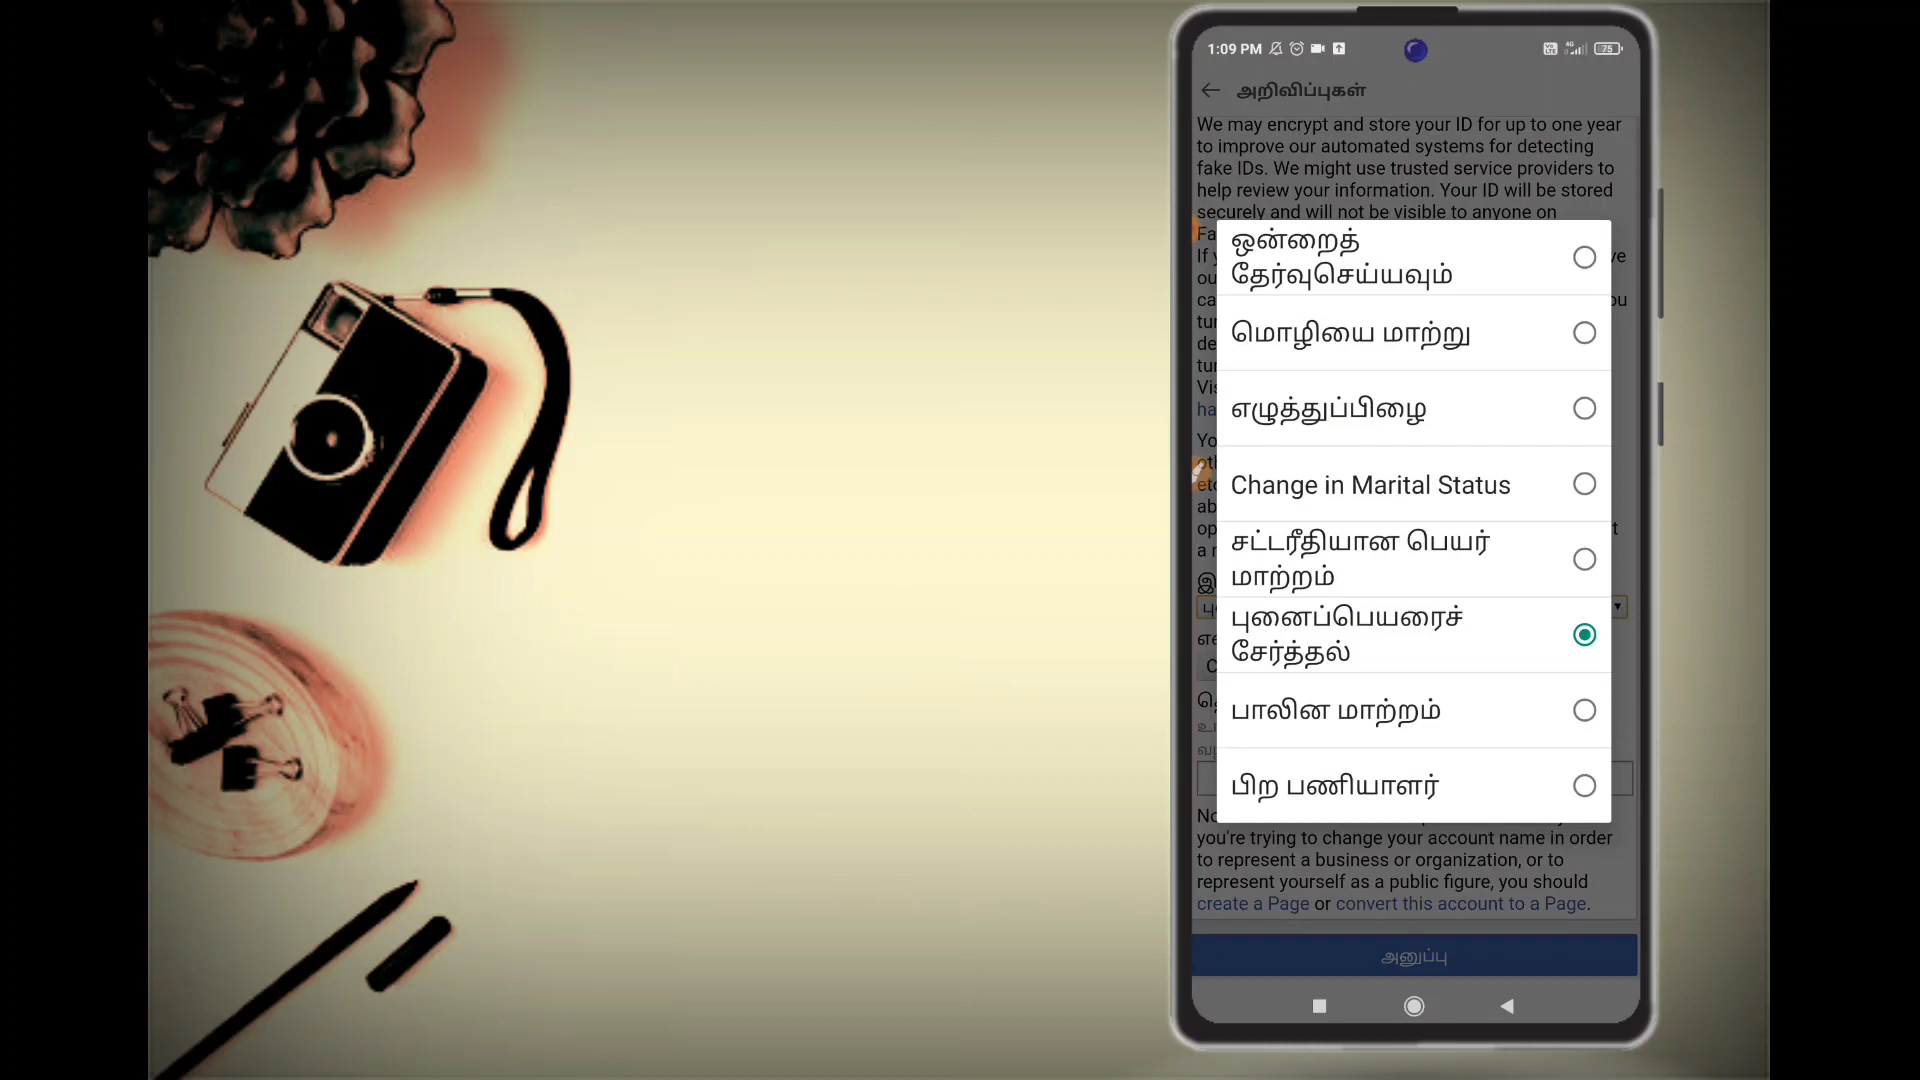 1:09 PM
75
அறிவிப்புகள்
We may encrypt and store your ID for up to one year
to improve our automated systems for detecting
fake IDs. We might use trusted service providers to
help review your information. Your ID will be stored
securely and will not be visible to anyone on
ஒன்றைத்
தேர்வுசெய்யவும்
மொழியை மாற்று
எழுத்துப்பிழை
Change in Marital Status
சட்டரீதியான பெயர்
மாற்றம்
புனைப்பெயரைச்
சேர்த்தல்
பாலின மாற்றம்
பிற பணியாளர்
you're trying to change your account name in order
to represent a business or organization, or to
represent yourself as a public figure, you should
create a Page or convert this account to a Page.
அனுப்பு